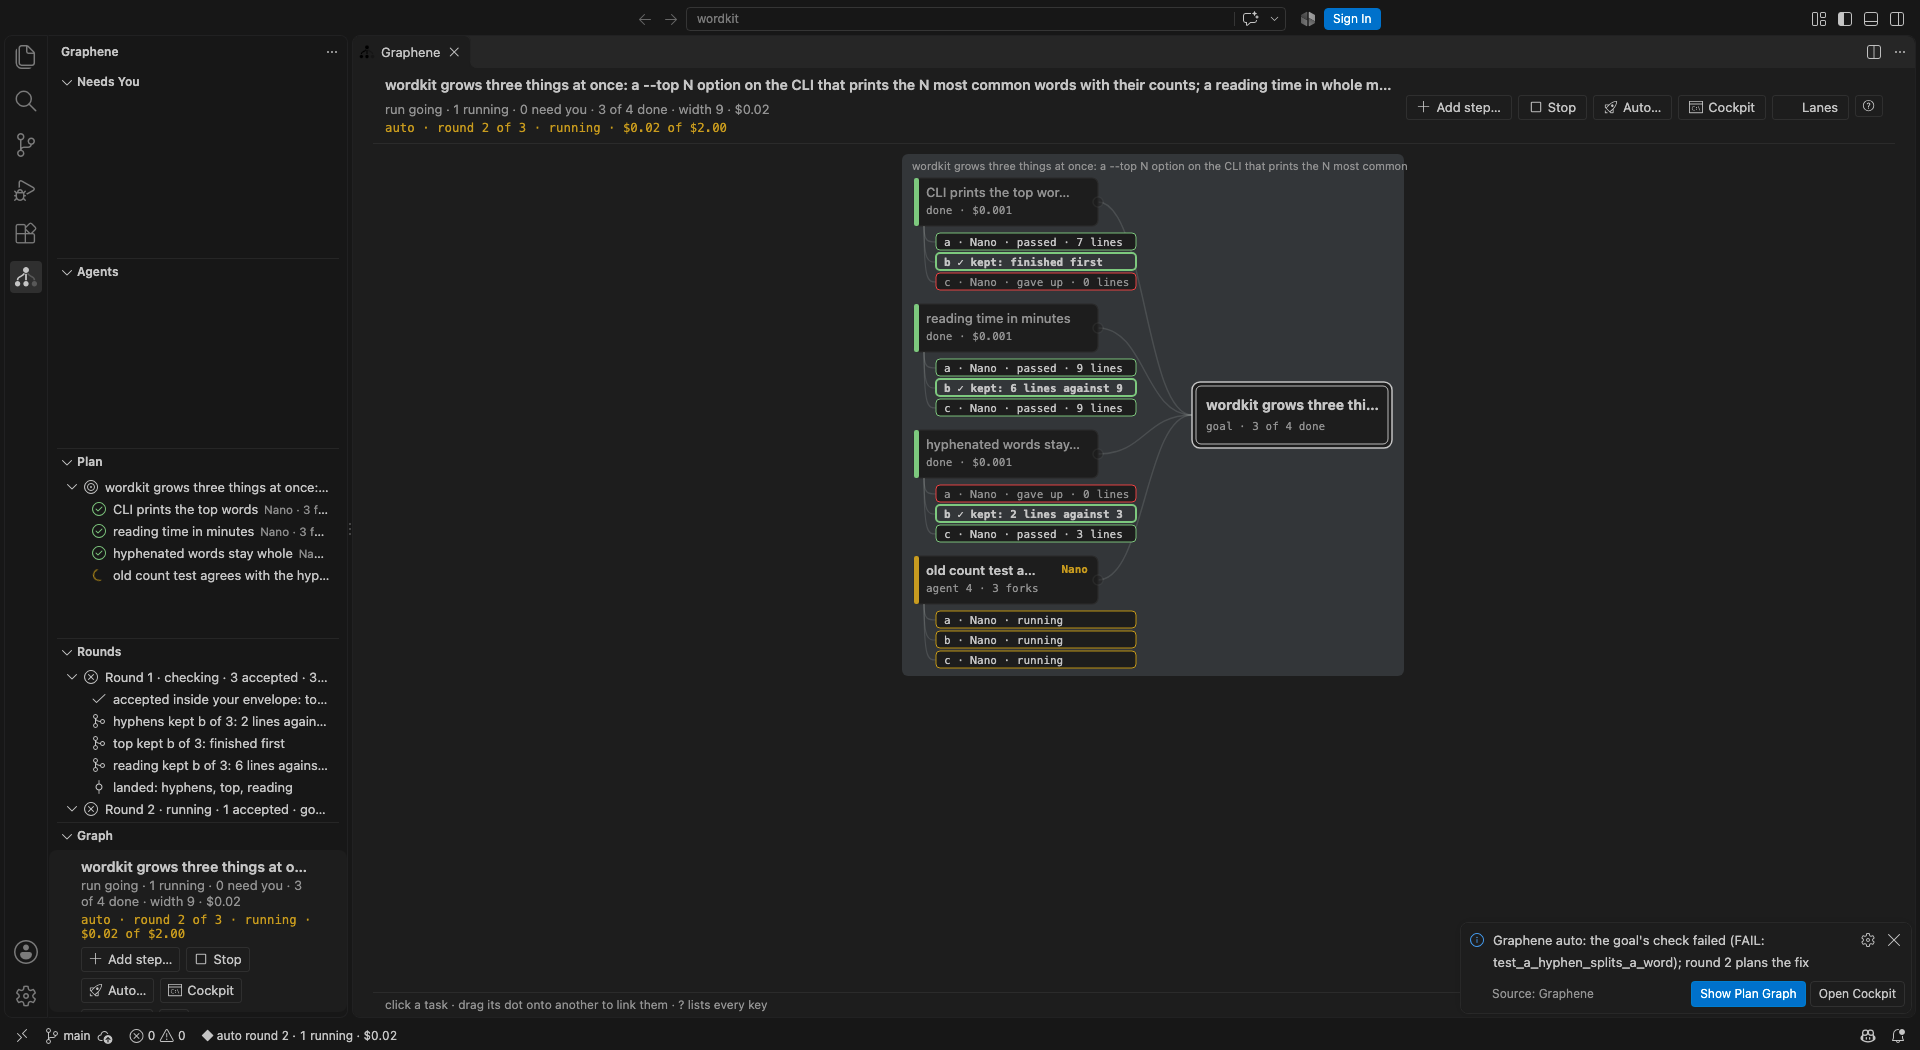 wordkit
Sign In
Graphene
Needs You
Agents
Plan
wordkit grows three things at once:...
CLI prints the top words Nano · 3 f...
reading time in minutes Nano · 3 f...
hyphenated words stay whole Na...
old count test agrees with the hyp...
Rounds
Round 1 · checking · 3 accepted · 3...
accepted inside your envelope: to...
hyphens kept b of 3: 2 lines again...
top kept b of 3: finished first
reading kept b of 3: 6 lines agains...
landed: hyphens, top, reading
Round 2 · running · 1 accepted · go...
Graph
wordkit grows three things at o...
run going · 1 running · 0 need you · 3
of 4 done · width 9 · $0.02
auto · round 2 of 3 · running ·
$0.02 of $2.00
Add step...
Stop
Auto...
Cockpit
Graphene
wordkit grows three things at once: a --top N option on the CLI that prints the N most common words with their counts; a reading time in whole m...
run going · 1 running · 0 need you · 3 of 4 done · width 9 · $0.02
auto · round 2 of 3 · running · $0.02 of $2.00
Add step...
Stop
Auto...
Cockpit
Lanes
wordkit grows three things at once: a --top N option on the CLI that prints the N most common
CLI prints the top wor...
done · $0.001
a · Nano · passed · 7 lines
b ✓ kept: finished first
c · Nano · gave up · 0 lines
reading time in minutes
done · $0.001
a · Nano · passed · 9 lines
b ✓ kept: 6 lines against 9
c · Nano · passed · 9 lines
hyphenated words stay...
done · $0.001
a · Nano · gave up · 0 lines
b ✓ kept: 2 lines against 3
c · Nano · passed · 3 lines
old count test a... Nano
agent 4 · 3 forks
a · Nano · running
b · Nano · running
c · Nano · running
wordkit grows three thi...
goal · 3 of 4 done
click a task · drag its dot onto another to link them · ? lists every key
Graphene auto: the goal's check failed (FAIL:
test_a_hyphen_splits_a_word); round 2 plans the fix
Source: Graphene
Show Plan Graph
Open Cockpit
main
0 0
auto round 2 · 1 running · $0.02